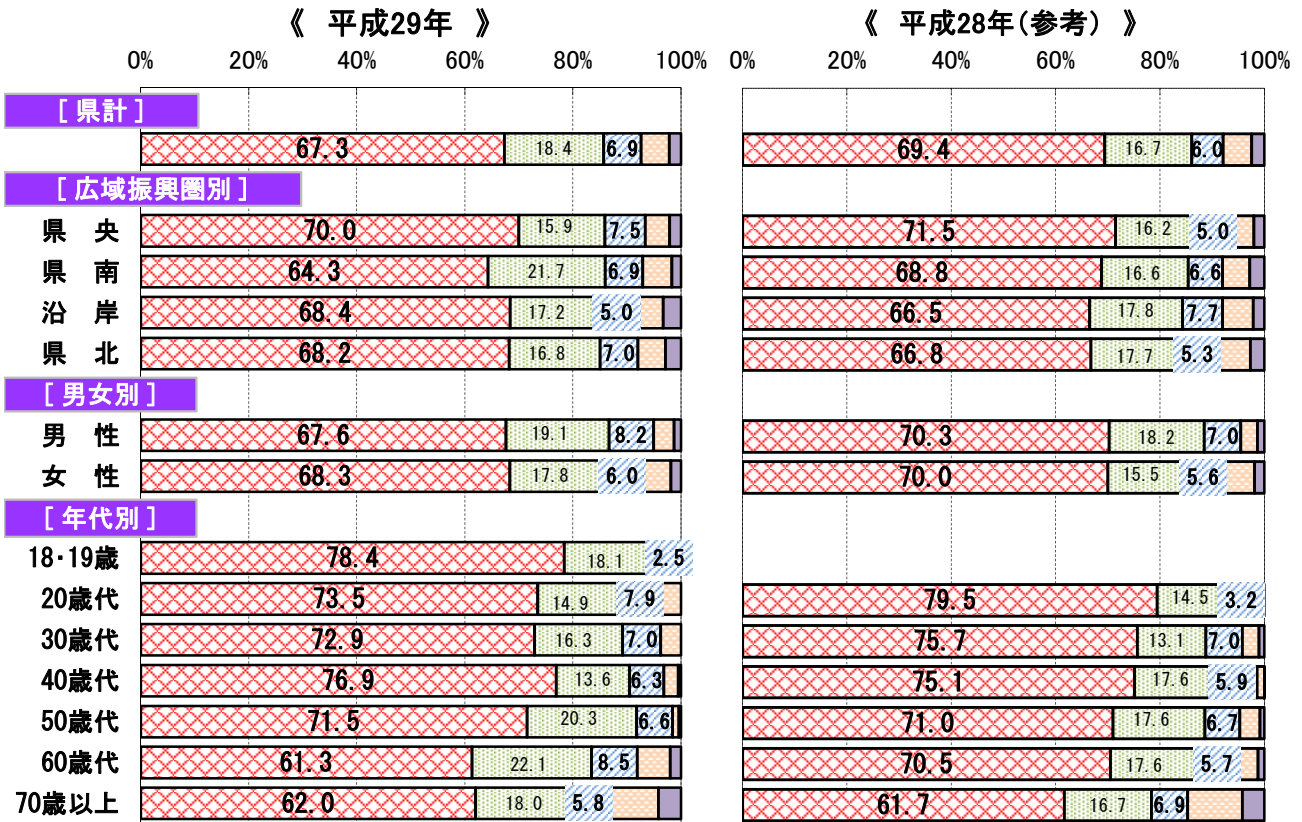 《 平成29年 》 《 平成28年(参考) 》
0% 20% 40% 60% 80% 100% 0% 20% 40% 60% 80% 100%
[ 県計 ]
67.3 18.4 6.9 69.4 16.7 6.0
[ 広域振興圏別 ]
県 央 70.0 15.9 7.5 71.5 16.2 5.0
県 南 64.3 21.7 6.9 68.8 16.6 6.6
沿 岸 68.4 17.2 5.0 66.5 17.8 7.7
県 北 68.2 16.8 7.0 66.8 17.7 5.3
[ 男女別 ]
男 性 67.6 19.1 8.2 70.3 18.2 7.0
女 性 68.3 17.8 6.0 70.0 15.5 5.6
[ 年代別 ]
18・19歳 78.4 18.1 2.5
20歳代 73.5 14.9 7.9 79.5 14.5 3.2
30歳代 72.9 16.3 7.0 75.7 13.1 7.0
40歳代 76.9 13.6 6.3 75.1 17.6 5.9
50歳代 71.5 20.3 6.6 71.0 17.6 6.7
60歳代 61.3 22.1 8.5 70.5 17.6 5.7
70歳以上 62.0 18.0 5.8 61.7 16.7 6.9